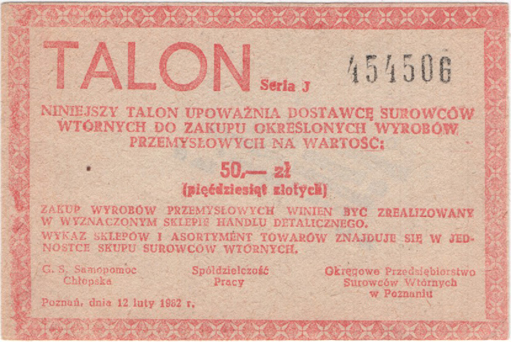 TALON Seria J 454506
NINIEJSZY TALON UPOWAŻNIA DOSTAWCĘ SUROWCÓW
WTÓRNYCH DO ZAKUPU OKREŚLONYCH WYROBÓW
PRZEMYSŁOWYCH NA WARTOŚĆ:
50,— zł
(pięćdziesiąt złotych)
ZAKUP WYROBÓW PRZEMYSŁOWYCH WINIEN BYĆ ZREALIZOWANY
W WYZNACZONYM SKLEPIE HANDLU DETALICZNEGO.
WYKAZ SKLEPÓW I ASORTYMENT TOWARÓW ZNAJDUJE SIĘ W JED-
NOSTCE SKUPU SUROWCÓW WTÓRNYCH.
G. S. Samopomoc Spółdzielczość Okręgowe Przedsiębiorstwo
Chłopska Pracy Surowców Wtórnych
w Poznaniu
Poznań, dnia 12 luty 1982 r.